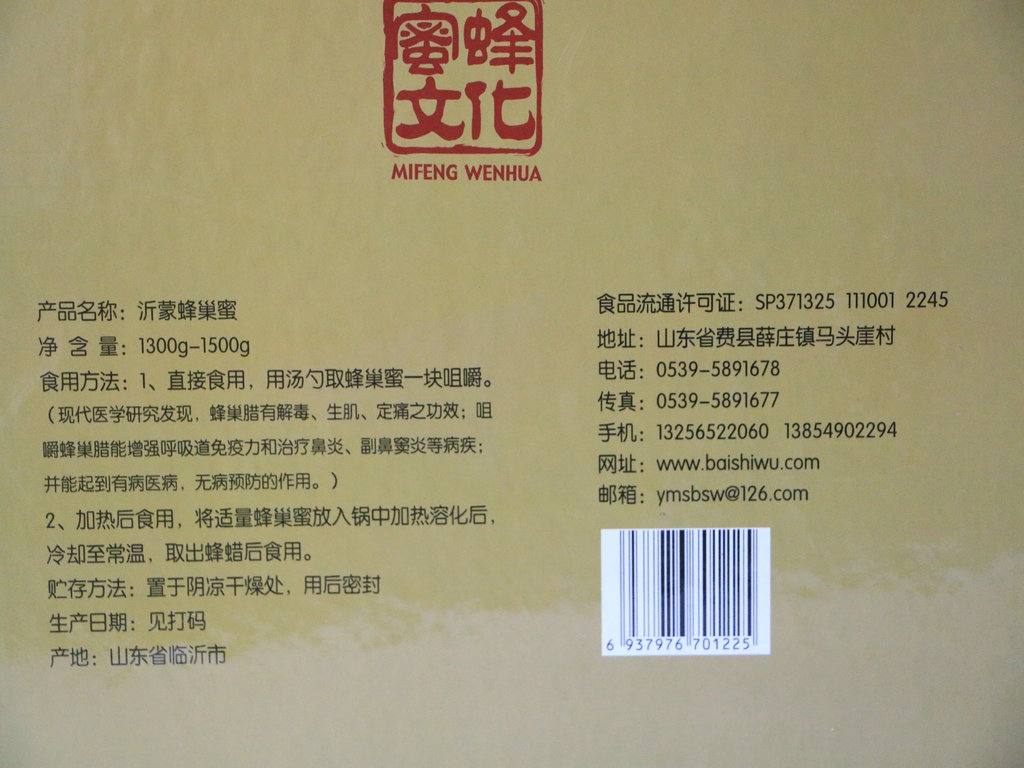 蜜蜂
文化
MIFENG WENHUA
产品名称：沂蒙蜂巢蜜
净 含 量：1300g-1500g
食用方法：1、直接食用，用汤勺取蜂巢蜜一块咀嚼。
（现代医学研究发现，蜂巢腊有解毒、生肌、定痛之功效；咀
嚼蜂巢腊能增强呼吸道免疫力和治疗鼻炎、副鼻窦炎等病疾；
并能起到有病医病，无病预防的作用。）
2、加热后食用，将适量蜂巢蜜放入锅中加热溶化后，
冷却至常温，取出蜂蜡后食用。
贮存方法：置于阴凉干燥处，用后密封
生产日期：见打码
产地：山东省临沂市
食品流通许可证：SP371325 111001 2245
地址：山东省费县薛庄镇马头崖村
电话：0539-5891678
传真：0539-5891677
手机：13256522060 13854902294
网址：www.baishiwu.com
邮箱：ymsbsw@126.com
6 937976 701225